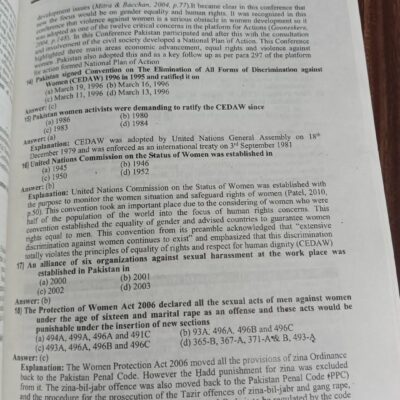 development issues (Mitra & Bacchan, 2004, p.77).It became clear in this conference that
now the focus would be on gender equality and human rights. It was recognized in this
conference that violence against women is a serious obstacle in women development so it
was adopted as one of twelve critical concerns in the platform for Actions (
2004, p.748). In this Conference Pakistan participated and after this with the consultation
and involvement of the civil society developed a National Plan of Action. This Conference
highlighted three main areas economic advancement, equal rights and violence against
women. Pakistan also adopted this and as a key follow up as per para 297 of the platform
for action formed National Plan of Action
14) Pakistan signed Convention on The Elimination of All Forms of Discrimination against
Women (CEDAW) 1996 in 1995 and ratified it on
(a) March 19, 1996 (b) March 16, 1996
(c) March 11, 1996 (d) March 13, 1996
Answer: (c)
15) Pakistan women activists were demanding to ratify the CEDAW since
(a) 1986 (b) 1980
(c) 1983 (d) 1984
Answer: (a)
Explanation: CEDAW was adopted by United Nations General Assembly on 18th
December 1979 and was enforced as an international treaty on 3rd September 1981
16) United Nations Commission on the Status of Women was established in
(a) 1945 (b) 1946
(c) 1950 (d) 1952
Answer: (b)
Explanation: United Nations Commission on the Status of Women was established with
the purpose to monitor the women situation and safeguard rights of women (Patel, 2010,
p.50). This convention took an important place due to the considering of women who were
half of the population of the world into the focus of human rights concerns. This
convention established the equality of gender and advised countries to guarantee women
rights equal to men. This convention from its preamble acknowledged that "extensive
discrimination against women continues to exist" and emphasized that this discrimination
totally violates the principles of equality of rights and respect for human dignity (CEDAW)
17) An alliance of six organizations against sexual harassment at the work place was
established in Pakistan in
(a) 2000 (b) 2001
(c) 2002 (d) 2003
Answer: (b)
18) The Protection of Women Act 2006 declared all the sexual acts of men against women
under the age of sixteen and marital rape as an offense and these acts would be
punishable under the insertion of new sections
(a) 494A, 499A, 496A and 491C (b) 93A, 496A, 496B and 496C
(c) 493A, 496A, 496B and 496C (d) 365-B, 367-A, 371-A & B, 493-A
Answer: (c)
Explanation: The Women Protection Act 2006 moved all the provisions of zina Ordinance
back to the Pakistan Penal Code. However the Hadd punishment for zina was excluded
from it. The zina-bil-jabr offence was also moved back to the Pakistan Penal Code (PPC)
and the procedure for the prosecution of the Tazir offences of zina-bil-jabr and gang rape,